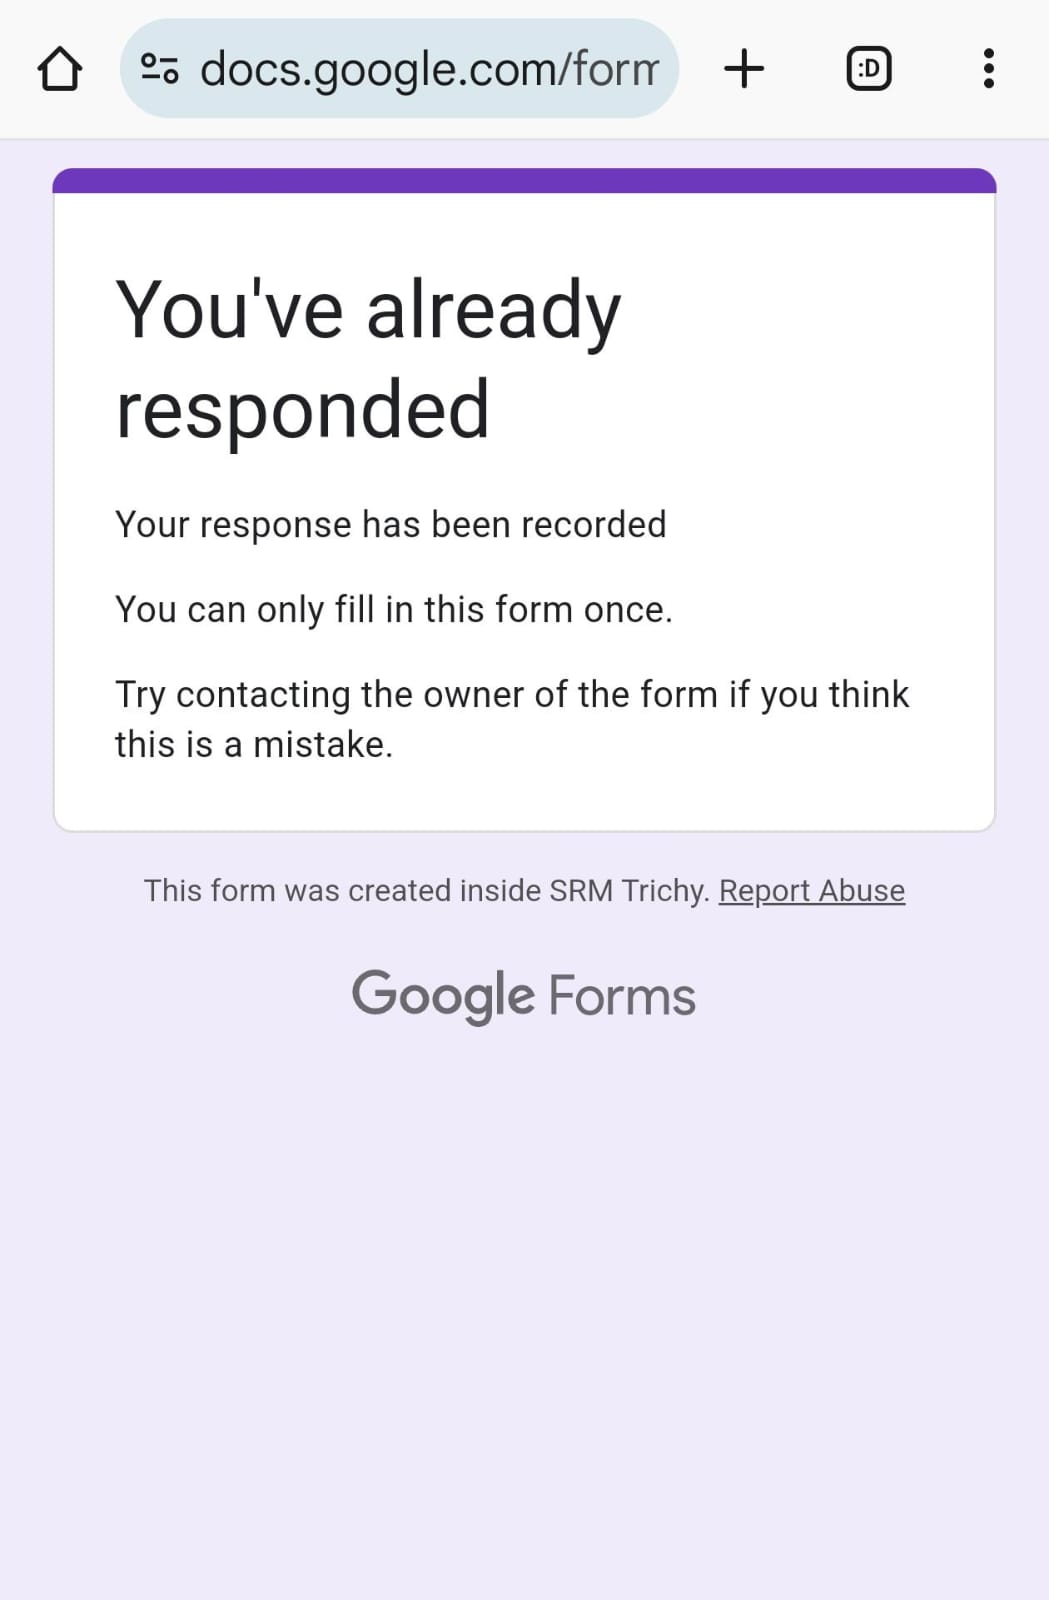 docs.google.com/form
:D
You've already
responded
Your response has been recorded
You can only fill in this form once.
Try contacting the owner of the form if you think
this is a mistake.
This form was created inside SRM Trichy. Report Abuse
Google Forms